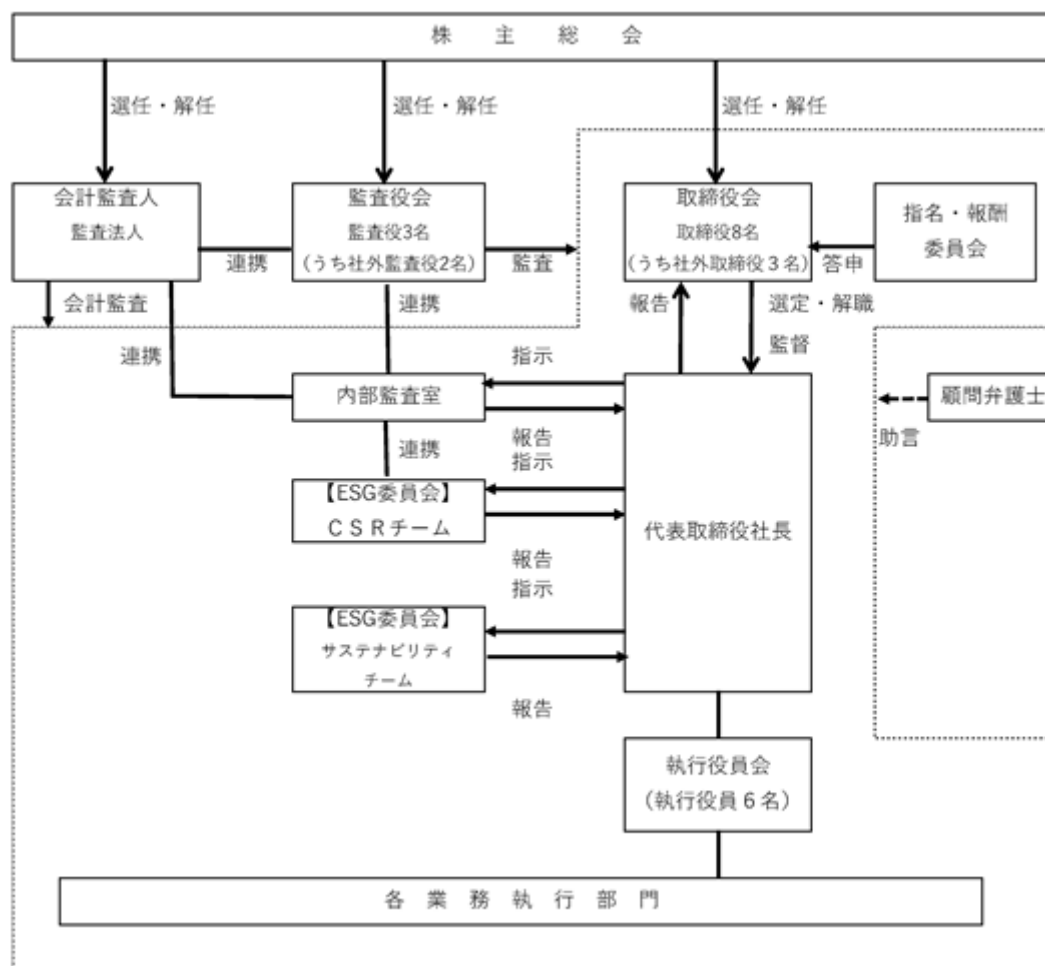 株主総会
選任・解任
選任・解任
選任・解任
会計監査人
監査法人
監査役会
監査役3名
(うち社外監査役2名)
取締役会
取締役8名
(うち社外取締役3名)
指名・報酬
委員会
連携
監査
答申
会計監査
連携
報告
選定・解職
監督
連携
指示
内部監査室
顧問弁護士
助言
報告
連携
指示
【ESG委員会】
CSRチーム
代表取締役社長
報告
指示
【ESG委員会】
サステナビリティ
チーム
報告
執行役員会
(執行役員6名)
各業務執行部門